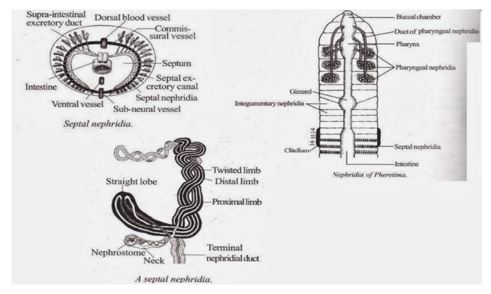 Supra-intestinal
excretory duct
Dorsal blood vessel
Commis-
sural vessel
Septum
Septal ex-
cretory canal
Septal nephridia
Intestine
Ventral vessel
Sub-neural vessel
Septal nephridia.
Buccal chamber
Duct of pharyngeal nephridia
Pharynx
Pharyngeal nephridia
Gizzard
Integumentary nephridia
16 15 14
Clitellum
Septal nephridia
Intestine
Nephridia of Pheretima.
Twisted limb
Distal limb
Straight lobe
Proximal limb
Nephrostome
Neck
Terminal
nephridial duct
A septal nephridia.